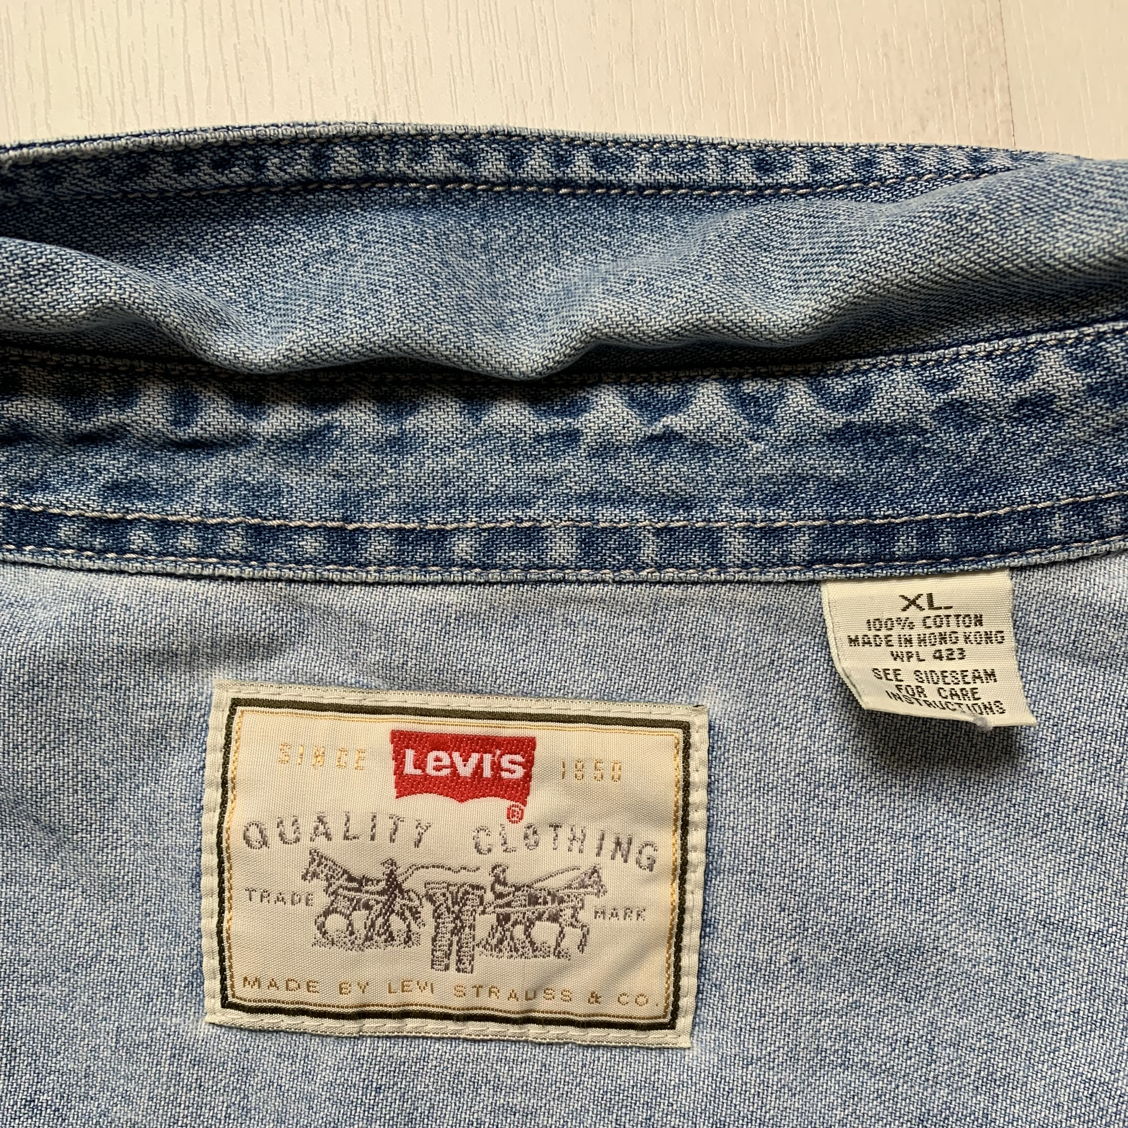 XL
100% COTTON
MADE IN HONG KONG
WPL 423
SEE SIDESEAM
FOR CARE
INSTRUCTIONS
SINCE LEVI'S 1850
®
QUALITY CLOTHING
TRADE MARK
MADE BY LEVI STRAUSS & CO.